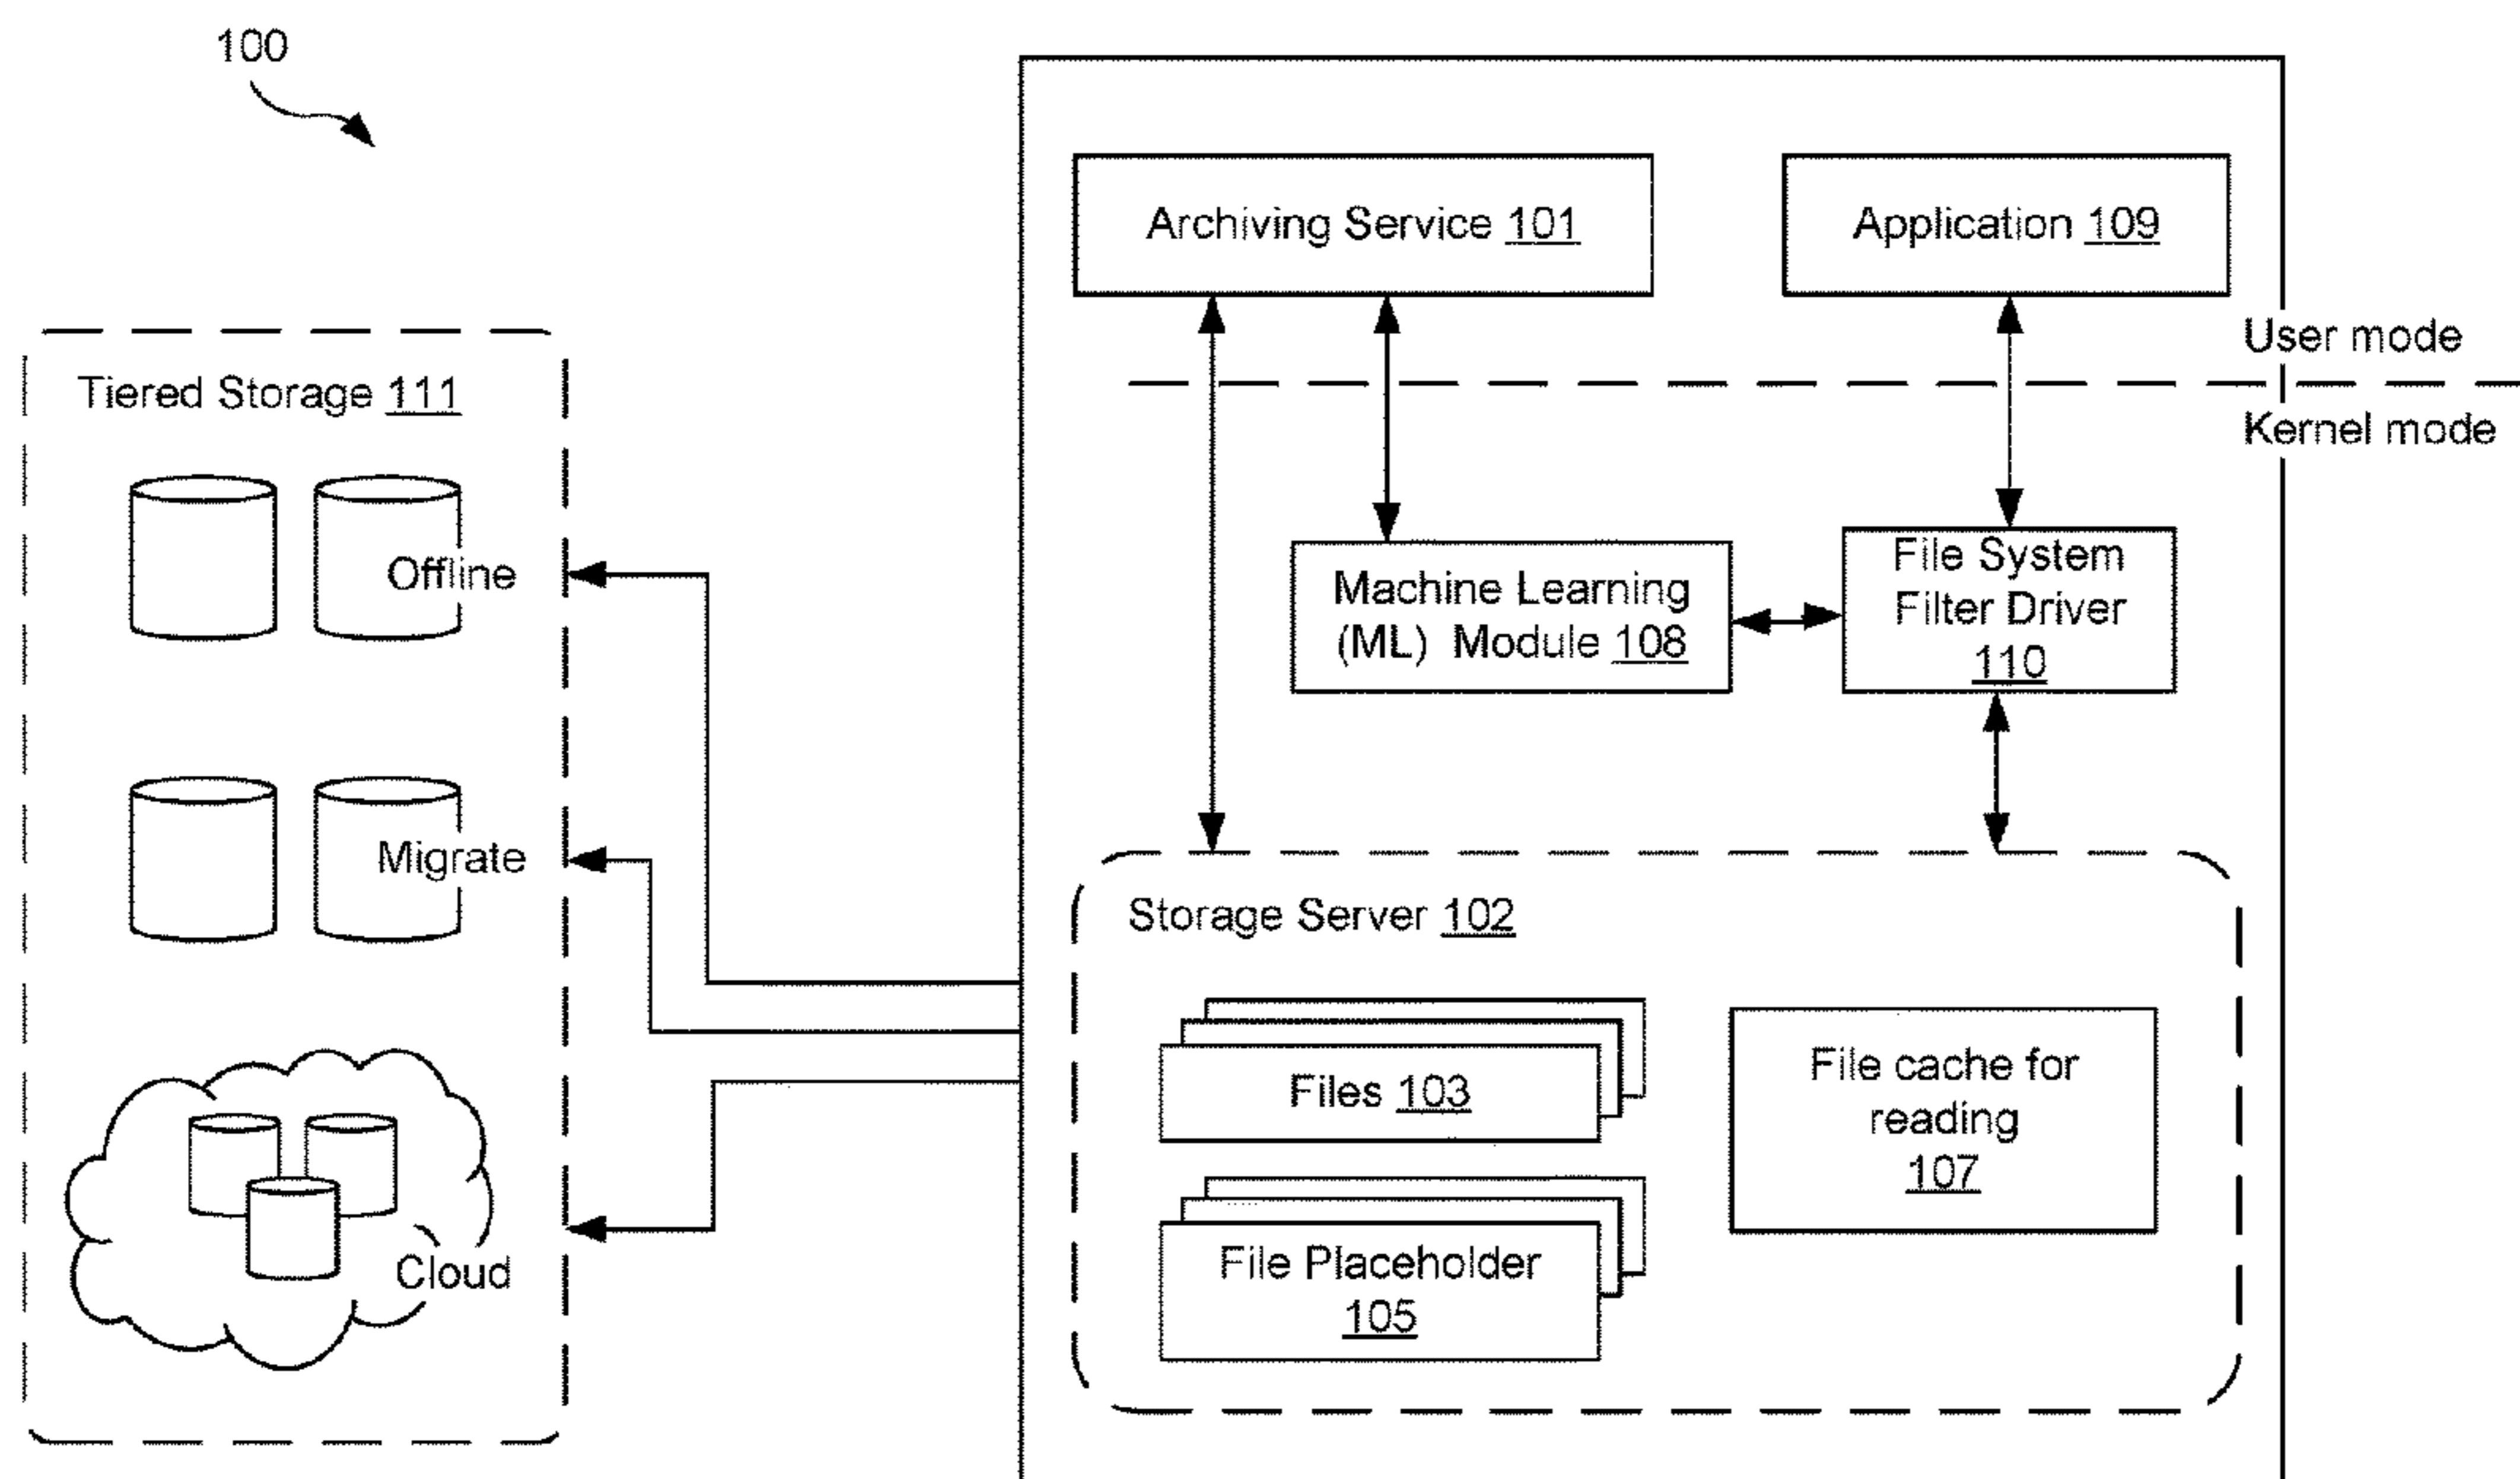 100
Archiving Service 101
Application 109
User mode
Kernel mode
Tiered Storage 111
Offline
Migrate
Cloud
Machine Learning
(ML) Module 108
File System
Filter Driver
110
Storage Server 102
Files 103
File Placeholder
105
File cache for
reading
107